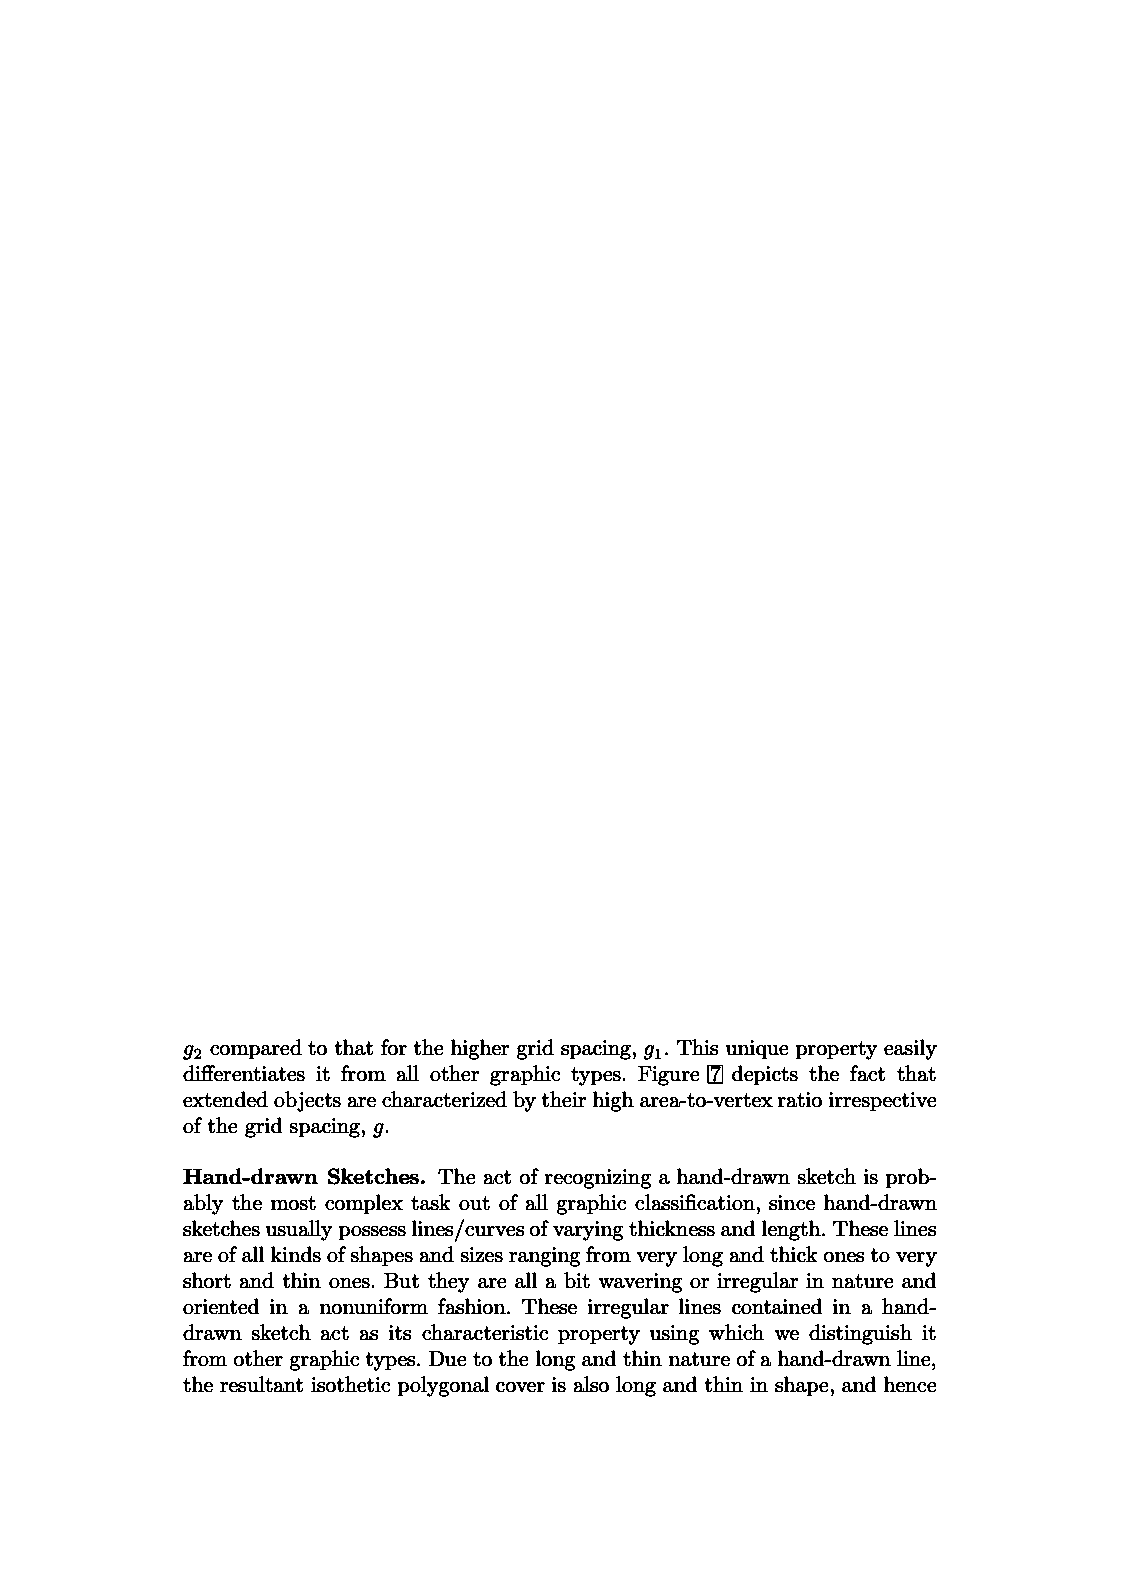 g₂ compared to that for the higher grid spacing, g₁. This unique property easily
differentiates it from all other graphic types. Figure 7 depicts the fact that
extended objects are characterized by their high area-to-vertex ratio irrespective
of the grid spacing, g.
Hand-drawn Sketches. The act of recognizing a hand-drawn sketch is prob-
ably the most complex task out of all graphic classification, since hand-drawn
sketches usually possess lines/curves of varying thickness and length. These lines
are of all kinds of shapes and sizes ranging from very long and thick ones to very
short and thin ones. But they are all a bit wavering or irregular in nature and
oriented in a nonuniform fashion. These irregular lines contained in a hand-
drawn sketch act as its characteristic property using which we distinguish it
from other graphic types. Due to the long and thin nature of a hand-drawn line,
the resultant isothetic polygonal cover is also long and thin in shape, and hence